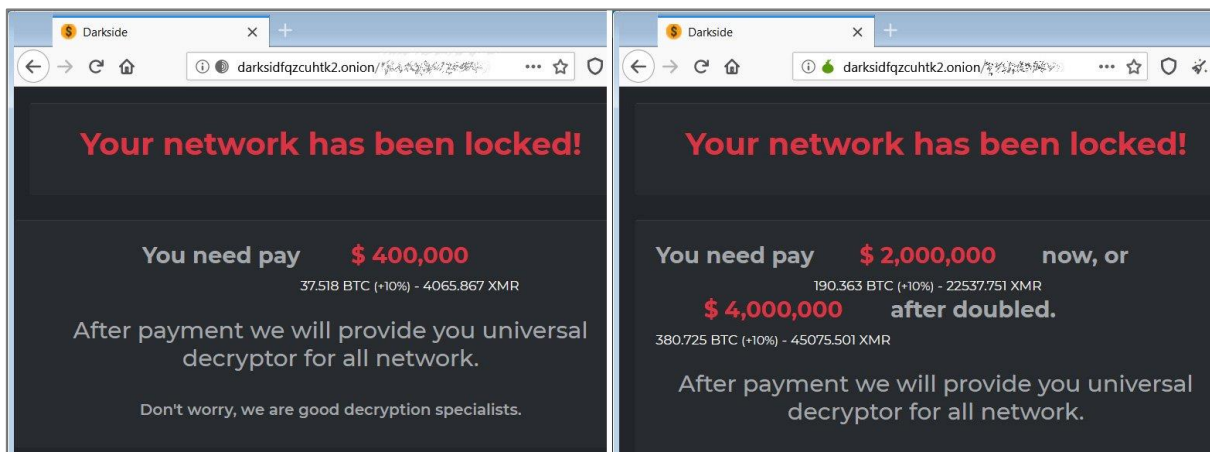 Darkside
darksidfqzcuhtk2.onion/
Your network has been locked!
You need pay $ 400,000
37.518 BTC (+10%) - 4065.867 XMR
After payment we will provide you universal
decryptor for all network.
Don't worry, we are good decryption specialists.
Darkside
darksidfqzcuhtk2.onion/
Your network has been locked!
You need pay $ 2,000,000 now, or
190.363 BTC (+10%) - 22537.751 XMR
$ 4,000,000 after doubled.
380.725 BTC (+10%) - 45075.501 XMR
After payment we will provide you universal
decryptor for all network.